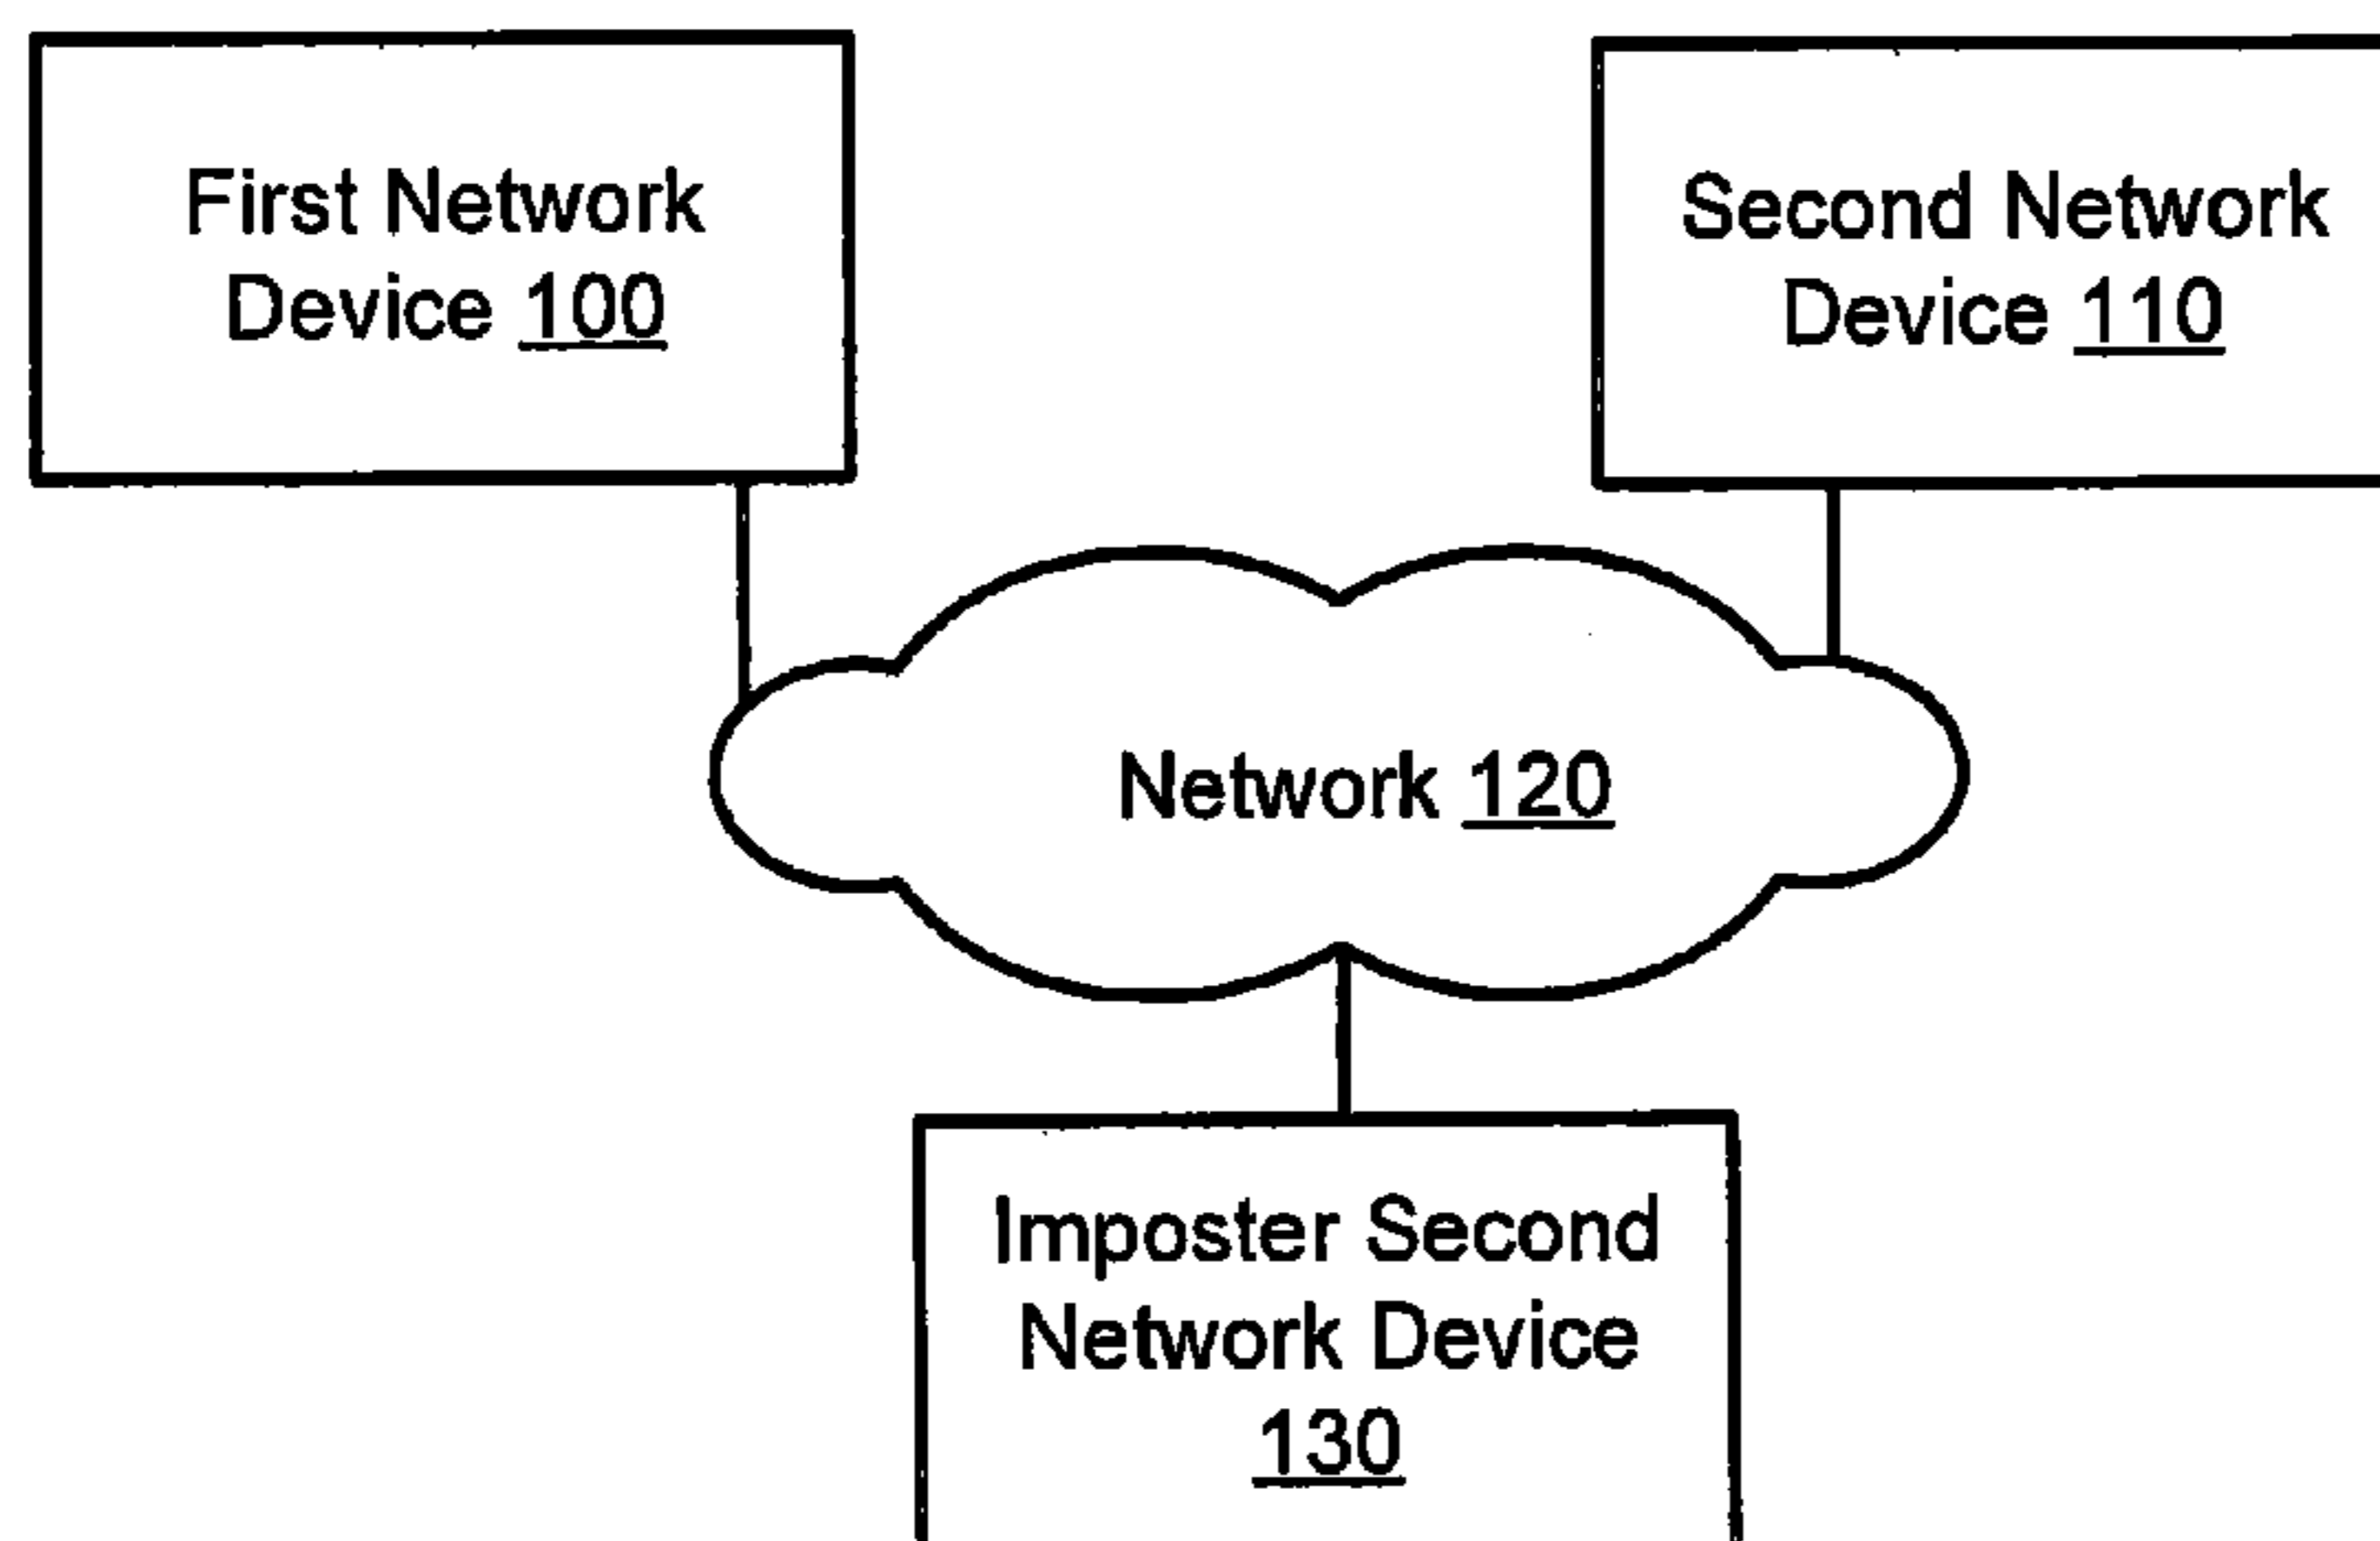 First Network
Device 100
Second Network
Device 110
Network 120
Imposter Second
Network Device
130